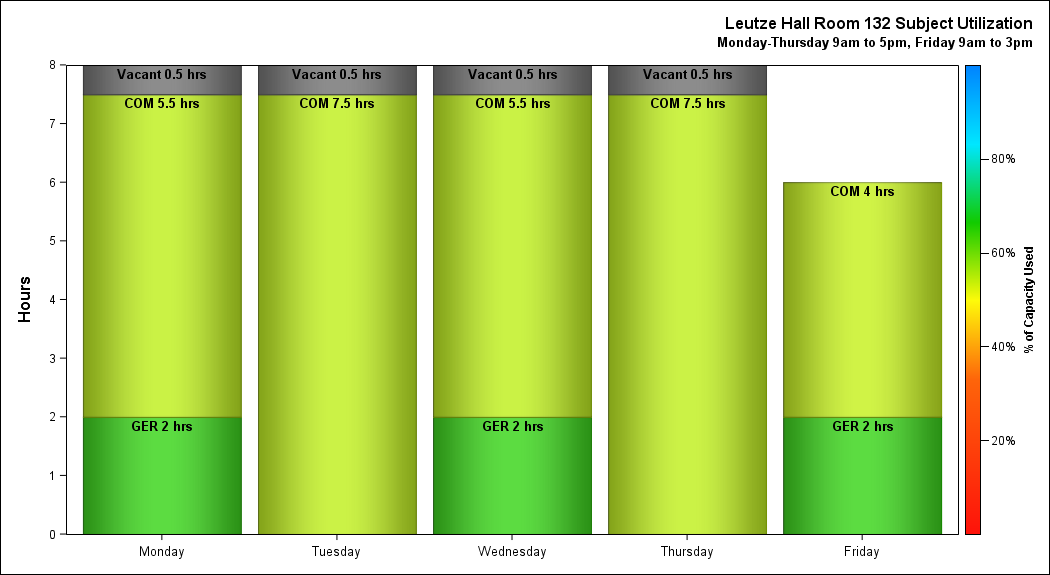 Leutze Hall Room 132 Subject Utilization
Monday-Thursday 9am to 5pm, Friday 9am to 3pm
8
7
6
5
4
3
2
1
0
Hours
Vacant 0.5 hrs
COM 5.5 hrs
GER 2 hrs
Vacant 0.5 hrs
COM 7.5 hrs
Vacant 0.5 hrs
COM 5.5 hrs
GER 2 hrs
Vacant 0.5 hrs
COM 7.5 hrs
COM 4 hrs
GER 2 hrs
Monday
Tuesday
Wednesday
Thursday
Friday
80%
60%
40%
20%
% of Capacity Used